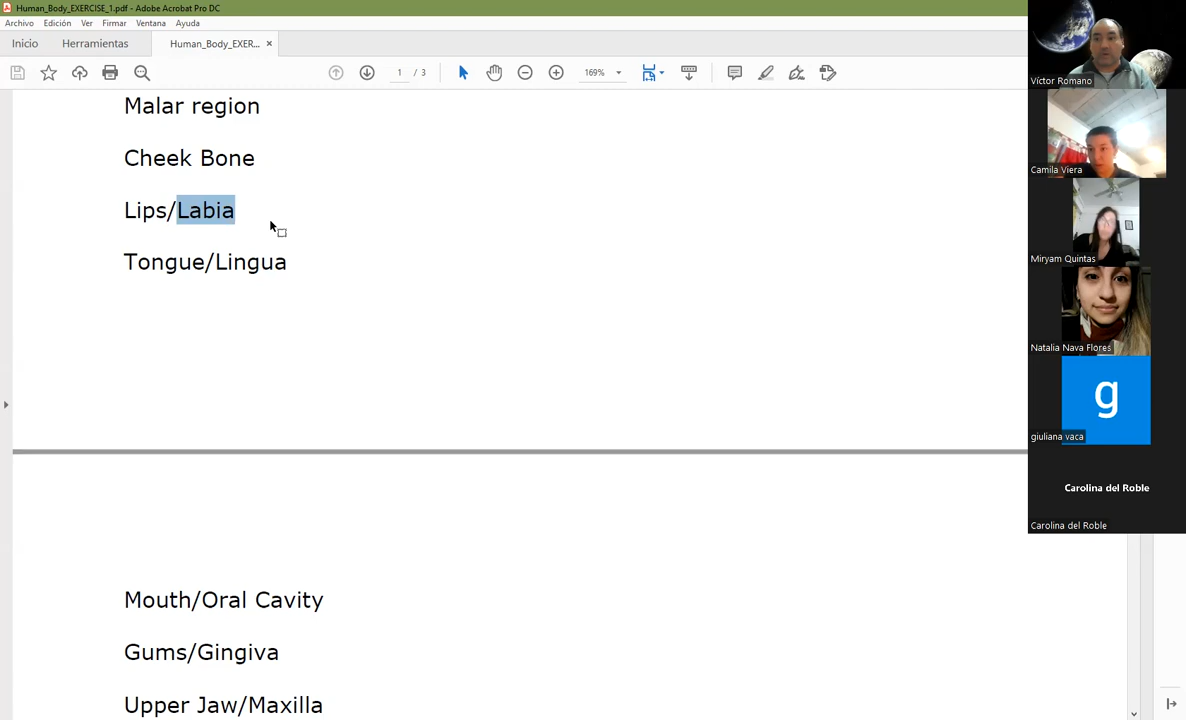 Human_Body_EXERCISE_1.pdf - Adobe Acrobat Pro DC
Archivo Edición Ver Firmar Ventana Ayuda
Inicio Herramientas Human_Body_EXER... ×
1 / 3 169%
Malar region
Cheek Bone
Lips/Labia
Tongue/Lingua
Mouth/Oral Cavity
Gums/Gingiva
Upper Jaw/Maxilla
Víctor Romano
Camila Viera
Miryam Quintas
Natalia Nava Flores
g
giuliana vaca
Carolina del Roble
Carolina del Roble